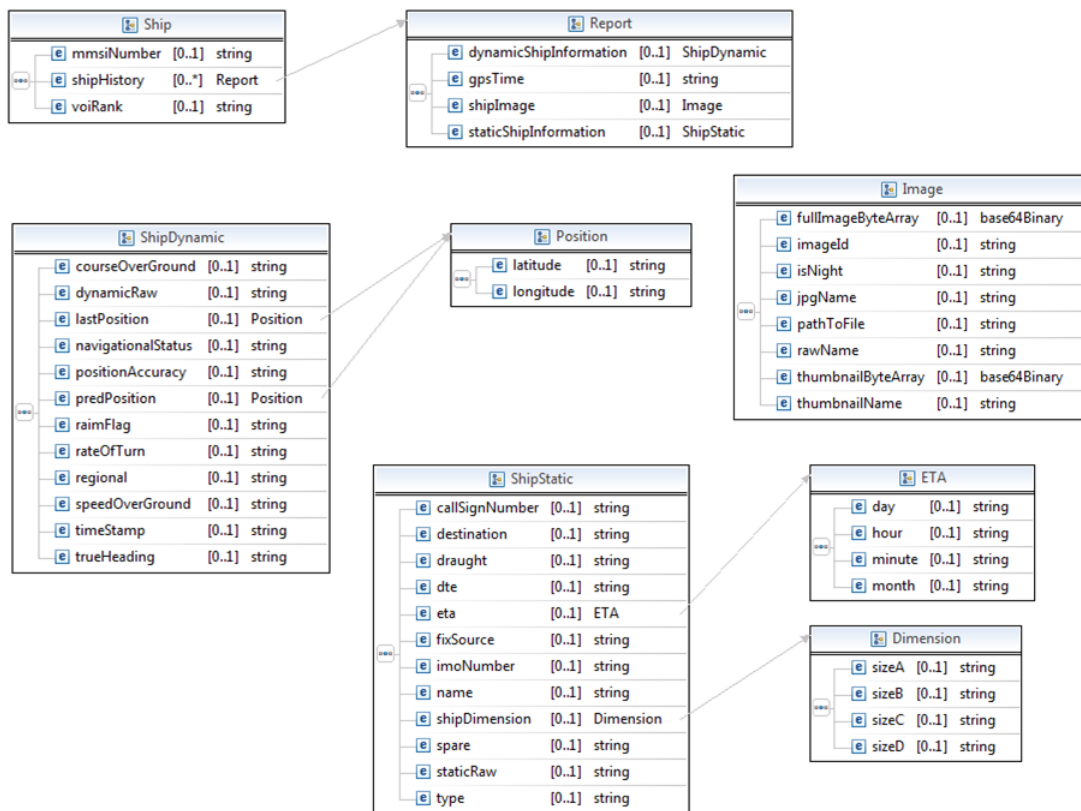 Ship
mmsiNumber [0..1] string
shipHistory [0..*] Report
voiRank [0..1] string
Report
dynamicShipInformation [0..1] ShipDynamic
gpsTime [0..1] string
shipImage [0..1] Image
staticShipInformation [0..1] ShipStatic
Image
fullImageByteArray [0..1] base64Binary
imageId [0..1] string
isNight [0..1] string
jpgName [0..1] string
pathToFile [0..1] string
rawName [0..1] string
thumbnailByteArray [0..1] base64Binary
thumbnailName [0..1] string
ShipDynamic
courseOverGround [0..1] string
dynamicRaw [0..1] string
lastPosition [0..1] Position
navigationalStatus [0..1] string
positionAccuracy [0..1] string
predPosition [0..1] Position
raimFlag [0..1] string
rateOfTurn [0..1] string
regional [0..1] string
speedOverGround [0..1] string
timeStamp [0..1] string
trueHeading [0..1] string
Position
latitude [0..1] string
longitude [0..1] string
ShipStatic
callSignNumber [0..1] string
destination [0..1] string
draught [0..1] string
dte [0..1] string
eta [0..1] ETA
fixSource [0..1] string
imoNumber [0..1] string
name [0..1] string
shipDimension [0..1] Dimension
spare [0..1] string
staticRaw [0..1] string
type [0..1] string
ETA
day [0..1] string
hour [0..1] string
minute [0..1] string
month [0..1] string
Dimension
sizeA [0..1] string
sizeB [0..1] string
sizeC [0..1] string
sizeD [0..1] string